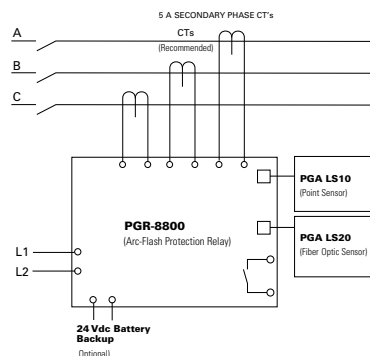 5 A SECONDARY PHASE CT's
A
CTs
(Recommended)
B
C
PGA LS10
(Point Sensor)
PGR-8800
(Arc-Flash Protection Relay)
PGA LS20
(Fiber Optic Sensor)
L1
L2
24 Vdc Battery
Backup
(Optional)